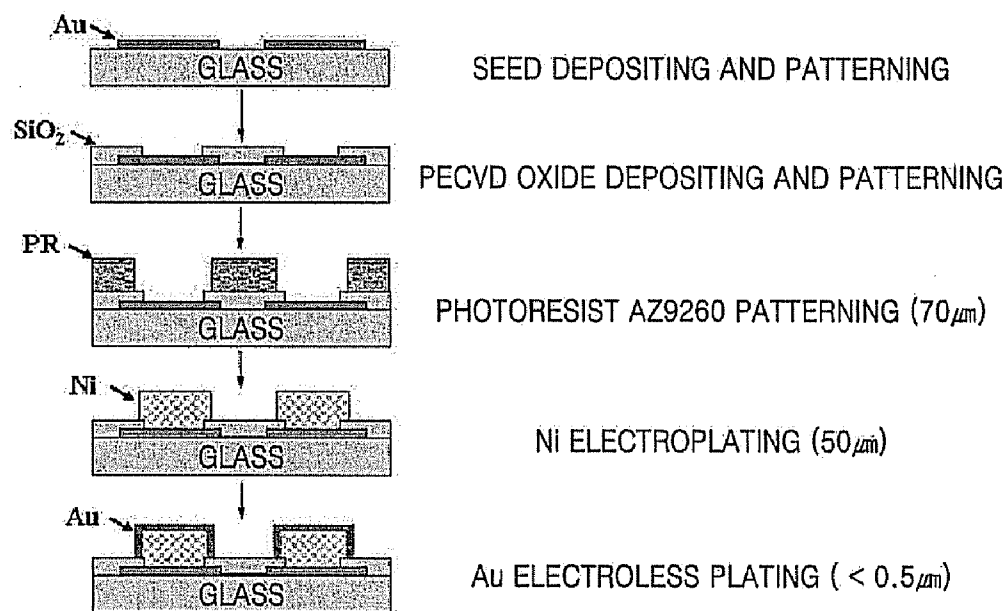 Au
GLASS
SEED DEPOSITING AND PATTERNING
SiO₂
GLASS
PECVD OXIDE DEPOSITING AND PATTERNING
PR
GLASS
PHOTORESIST AZ9260 PATTERNING (70㎛)
Ni
GLASS
Ni ELECTROPLATING (50㎛)
Au
GLASS
Au ELECTROLESS PLATING ( < 0.5㎛)